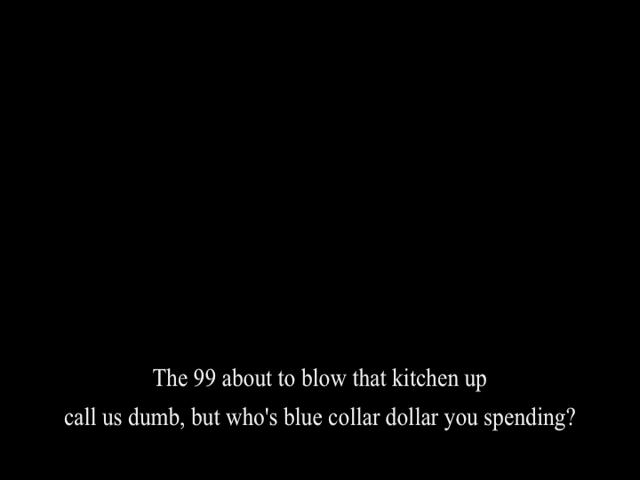 The 99 about to blow that kitchen up
call us dumb, but who's blue collar dollar you spending?